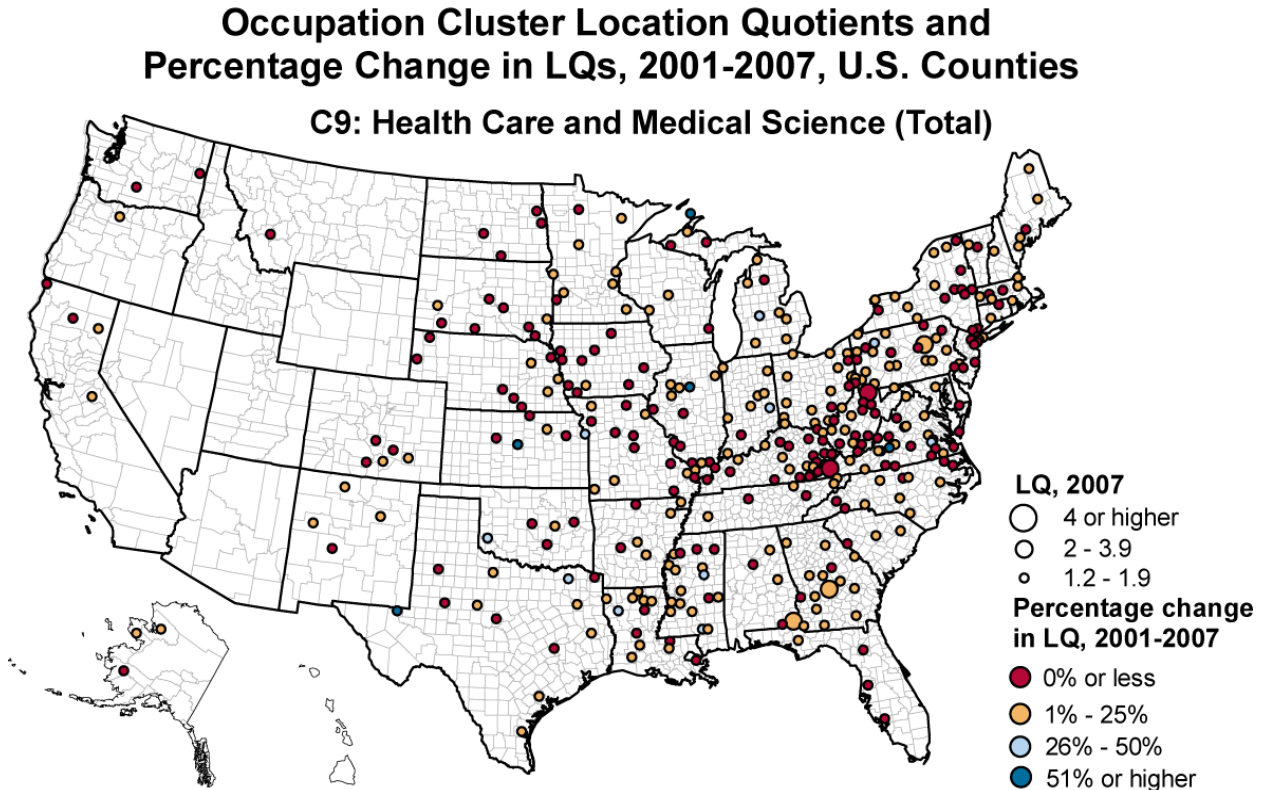 Occupation Cluster Location Quotients and
Percentage Change in LQs, 2001-2007, U.S. Counties
C9: Health Care and Medical Science (Total)
LQ, 2007
4 or higher
2 - 3.9
1.2 - 1.9
Percentage change
in LQ, 2001-2007
0% or less
1% - 25%
26% - 50%
51% or higher